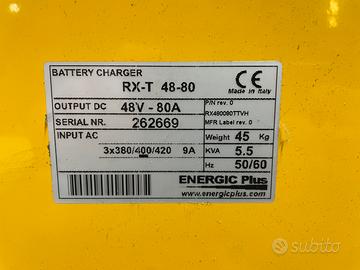 BATTERY CHARGER
RX-T 48-80
CE
Made in Italy
OUTPUT DC 48V - 80A
P/N rev. 0
SERIAL NR. 262669
RX480080TTVH
MFR Label rev. 0
INPUT AC
Weight 45 Kg
3x380/400/420 9A
KVA 5.5
Hz 50/60
ENERGIC Plus
www.energicplus.com
subito